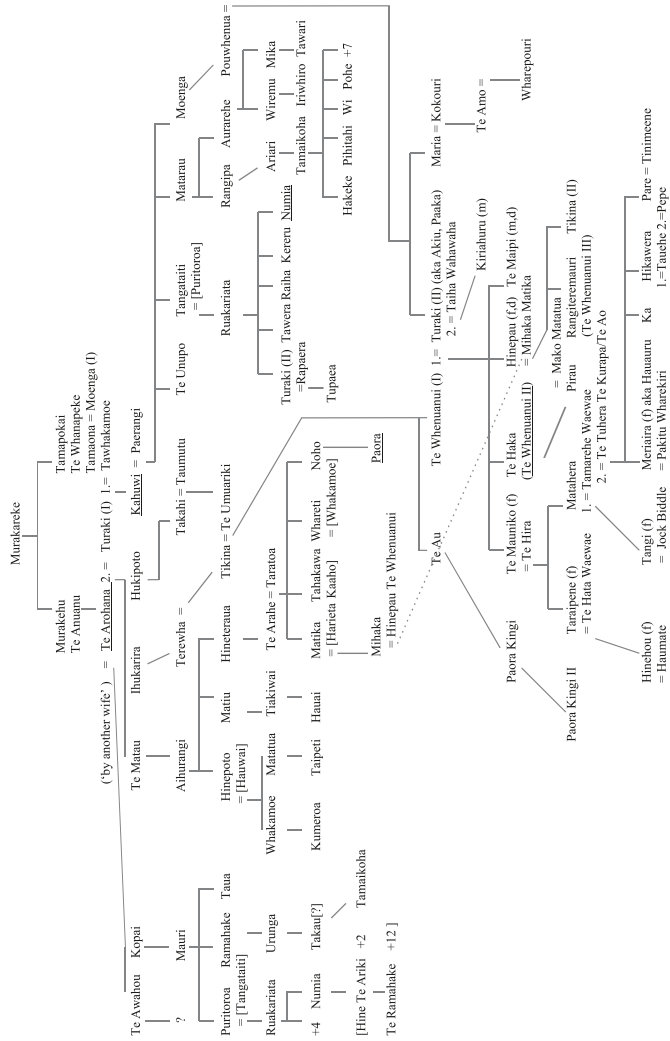 Murakareke
Murakehu
Te Anuanu
Tamapokai
Te Whanapeke
Tamaona = Moenga (I)
('by another wife' )
= Te Arohana 2. = Turaki (I) 1.= Tawhakamoe
Te Awahou
Kopai
Te Matau
Ihukarira
Hukipoto
Kahuwi = Paerangi
?
Mauri
Aihurangi
Terewha =
Takahi = Taumutu
Te Unupo
Tangataiti
= [Puritoroa]
Matarau
Moenga
Puritoroa
= [Tangataiti]
Ramahake
Taua
Hinepoto
= [Hauwai]
Matiu
Hineteraua
Tikina = Te Umuariki
Ruakariata
Rangipa
Aurarehe
Pouwhenua =
Ruakariata
Urunga
Whakamoe
Matatua
Tiakiwai
Te Arahe = Taratoa
Turaki (II)
=Rapaera
Tawera
Raiha
Kereru
Numia
Ariari
Wiremu
Mika
+4
Numia
Takau[?]
Kumeroa
Taipeti
Hauai
Matika
= [Harieta Kaaho]
Tahakawa
Whareti
= [Whakamoe]
Noho
Tupaea
Tamaikoha
Iriwhiro
Tawari
[Hine Te Ariki +2
Tamaikoha
Mihaka
= Hinepau Te Whenuanui
Paora
Hakeke
Pihitahi
Wi
Pohe
+7
Te Ramahake +12 ]
Te Au
Te Whenuanui (I) 1.= Turaki (II) (aka Akiu, Paaka)
2. = Taiha Wahawaha
Maria = Kokouri
Kiriahuru (m)
Te Amo =
Wharepouri
Paora Kingi
Te Mauniko (f)
= Te Hira
Te Haka
(Te Whenuanui II)
Hinepau (f,d)
= Mihaka Matika
Te Maipi (m,d)
= Mako Matatua
Paora Kingi II
Taraipene (f)
= Te Hata Waewae
Matahera
1. = Tamarehe Waewae
2. = Te Tuhera Te Kurapa/Te Ao
Pirau
Rangiteremauri
(Te Whenuanui III)
Tikina (II)
Hinehou (f)
= Haumate
Tangi (f)
= Jock Biddle
Meriaira (f) aka Hauauru
= Pakitu Wharekiri
Ka
Hikawera
1.=Tauehe 2.=Pepe
Pare = Tinimeene